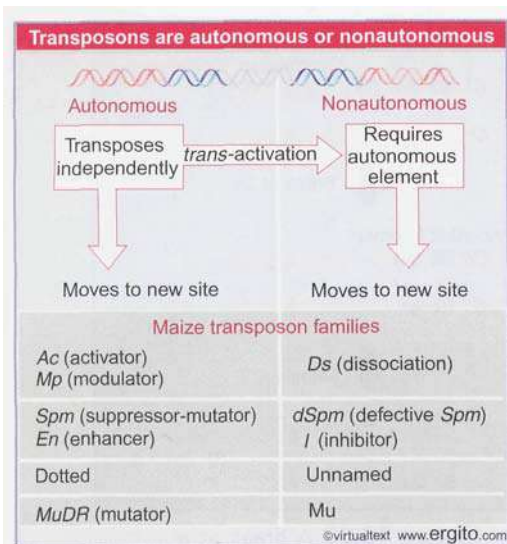 Transposons are autonomous or nonautonomous
Autonomous
Nonautonomous
Transposes
independently
trans-activation
Requires
autonomous
element
Moves to new site
Moves to new site
Maize transposon families
Ac (activator)
Mp (modulator)
Ds (dissociation)
Spm (suppressor-mutator)
En (enhancer)
dSpm (defective Spm)
I (inhibitor)
Dotted
Unnamed
MuDR (mutator)
Mu
©virtualtext www.ergito.com